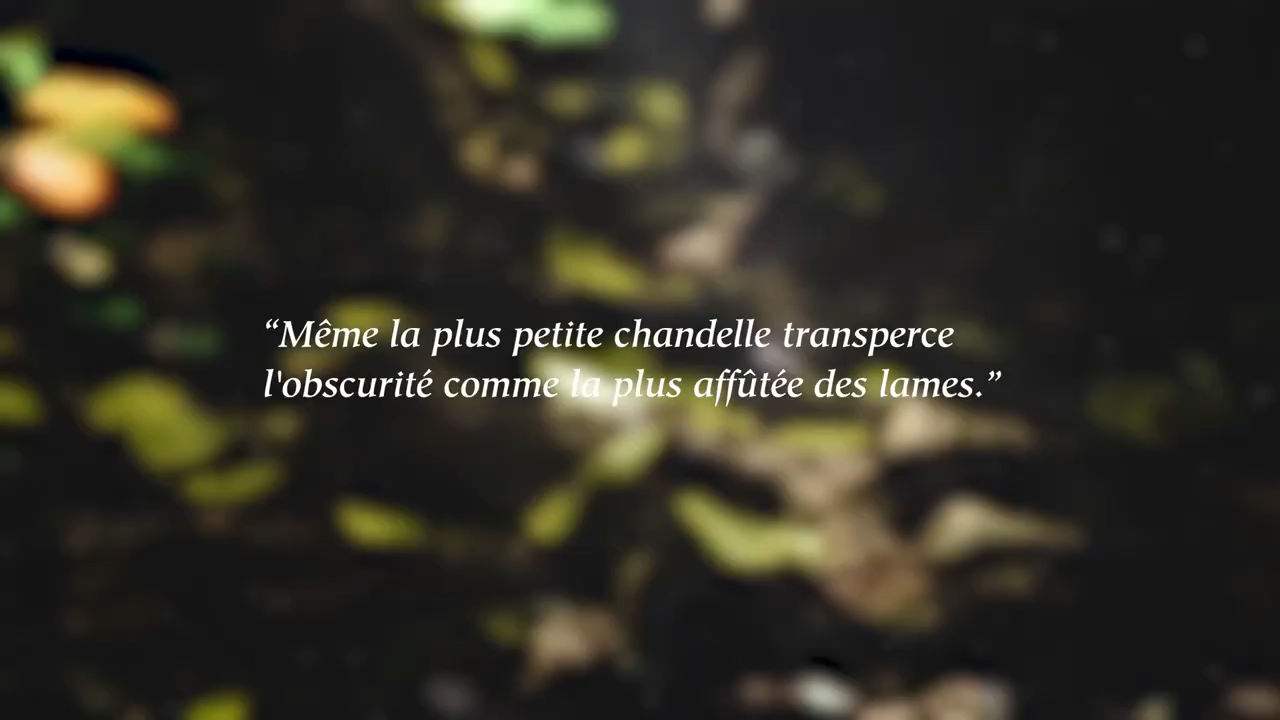 “Même la plus petite chandelle transperce
l'obscurité comme la plus affûtée des lames.”